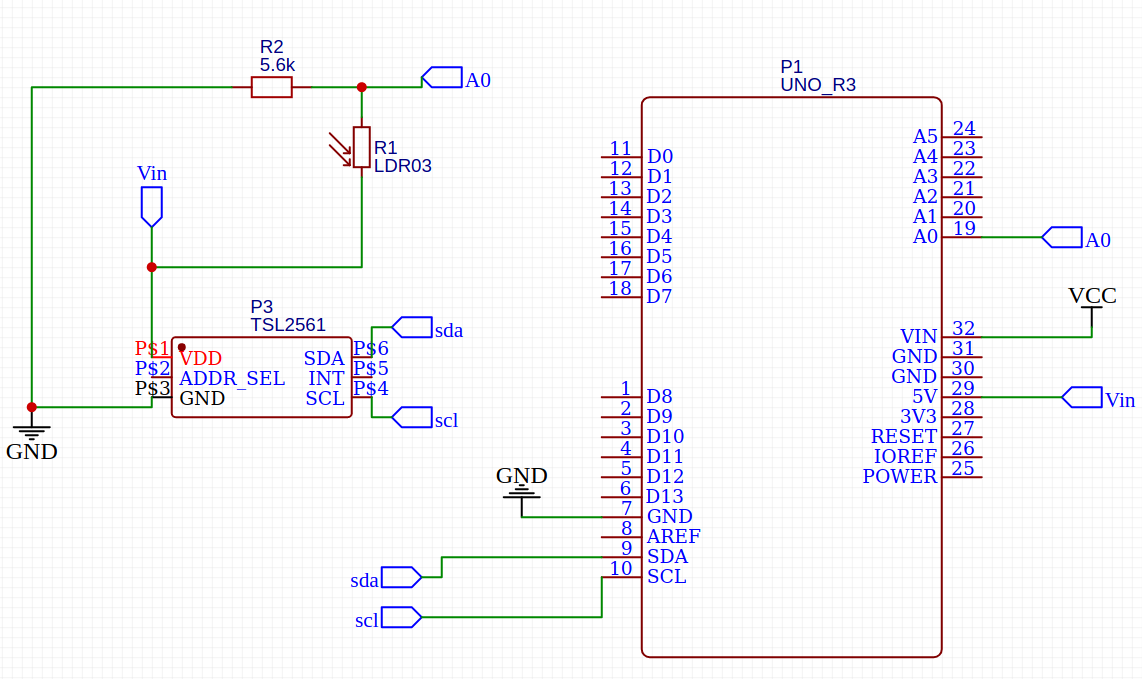 R2
5.6k
A0
R1
LDR03
Vin
P3
TSL2561
P$1
VDD
P$2
ADDR_SEL
P$3
GND
SDA
P$6
INT
P$5
SCL
P$4
sda
scl
GND
P1
UNO_R3
11
D0
12
D1
13
D2
14
D3
15
D4
16
D5
17
D6
18
D7
1
D8
2
D9
3
D10
4
D11
5
D12
6
D13
7
GND
8
AREF
9
SDA
10
SCL
GND
sda
scl
A5
24
A4
23
A3
22
A2
21
A1
20
A0
19
A0
VCC
VIN
32
GND
31
GND
30
5V
29
Vin
3V3
28
RESET
27
IOREF
26
POWER
25